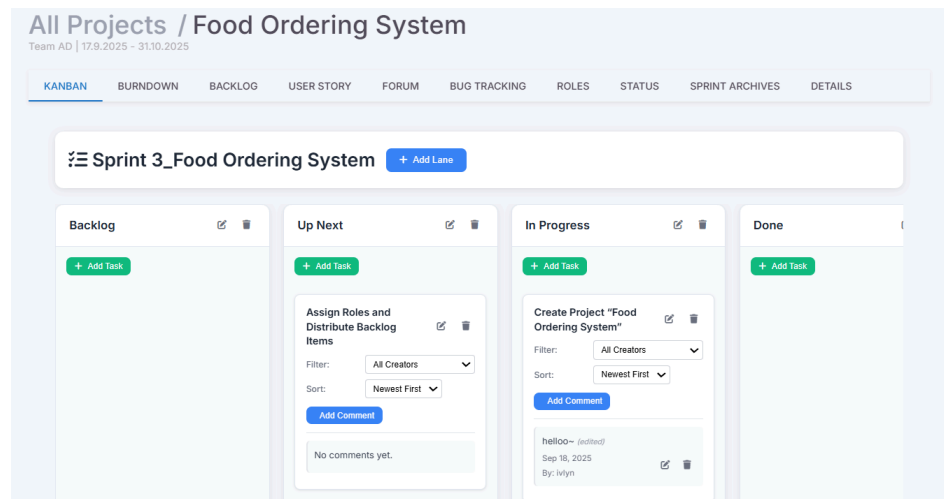 All Projects / Food Ordering System
Team AD | 17.9.2025 - 31.10.2025
KANBAN BURNDOWN BACKLOG USER STORY FORUM BUG TRACKING ROLES STATUS SPRINT ARCHIVES DETAILS
Sprint 3_Food Ordering System + Add Lane
Backlog
+ Add Task
Up Next
+ Add Task
Assign Roles and
Distribute Backlog
Items
Filter: All Creators
Sort: Newest First
Add Comment
No comments yet.
In Progress
+ Add Task
Create Project “Food
Ordering System”
Filter: All Creators
Sort: Newest First
Add Comment
helloo~ (edited)
Sep 18, 2025
By: ivlyn
Done
+ Add Task